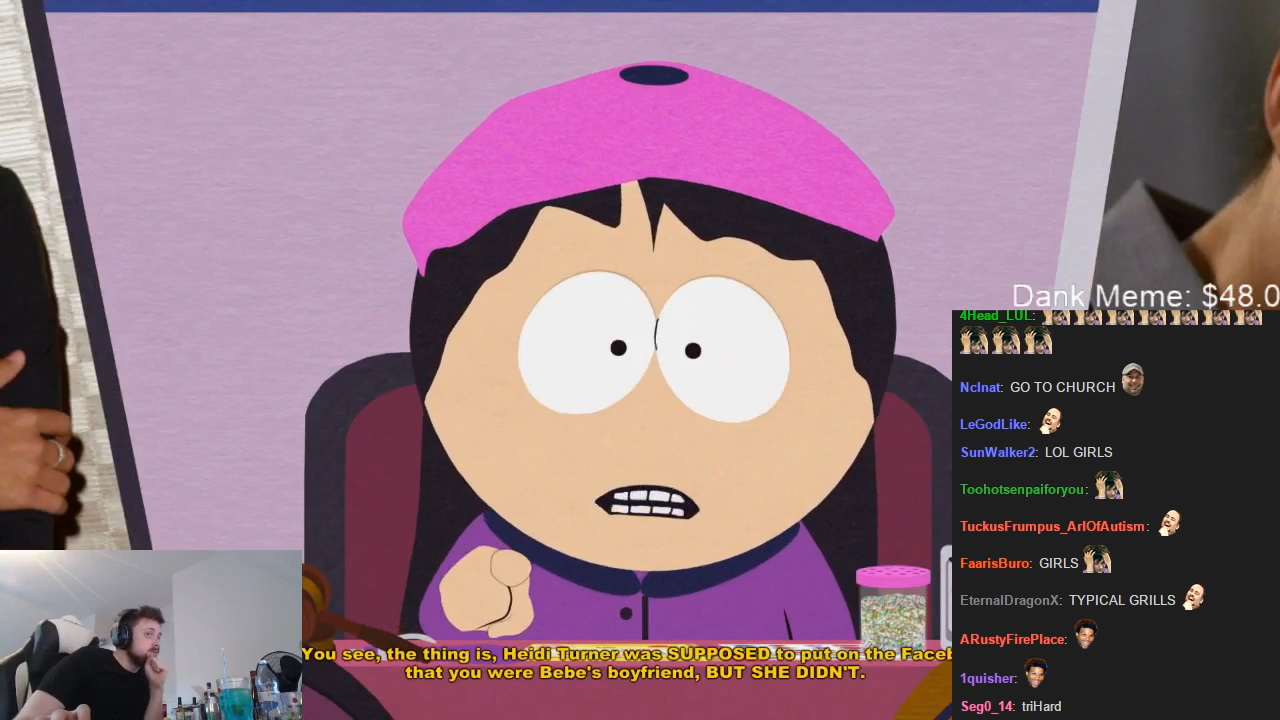 Dank Meme: $48.0
4Head_LUL:
NcInat: GO TO CHURCH
LeGodLike:
SunWalker2: LOL GIRLS
Toohotsenpaiforyou:
TuckusFrumpus_ArIOfAutism:
FaarisBuro: GIRLS
EternalDragonX: TYPICAL GRILLS
ARustyFirePlace:
1quisher:
Seg0_14: triHard
You see, the thing is, Heidi Turner was SUPPOSED to put on the Faceb
that you were Bebe's boyfriend, BUT SHE DIDN'T.